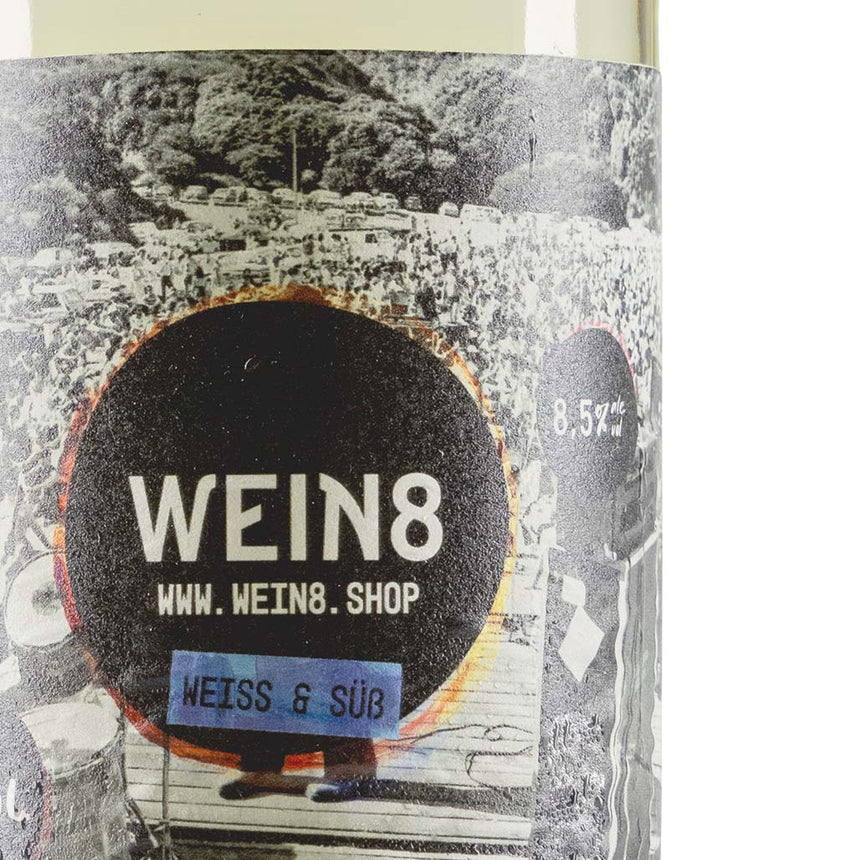 8,5% alc
vol
WEIN8
WWW.WEIN8.SHOP
WEISS & SÜß